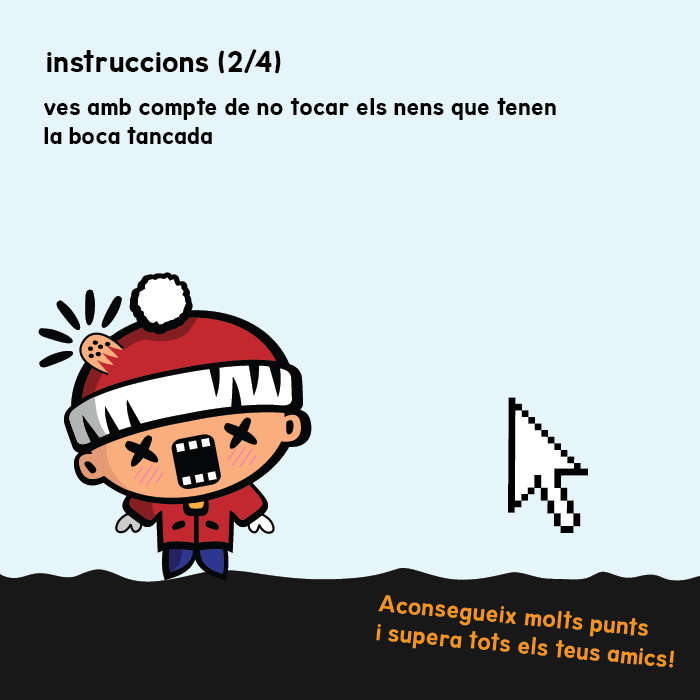 instruccions (2/4)
ves amb compte de no tocar els nens que tenen
la boca tancada
Aconsegueix molts punts
i supera tots els teus amics!